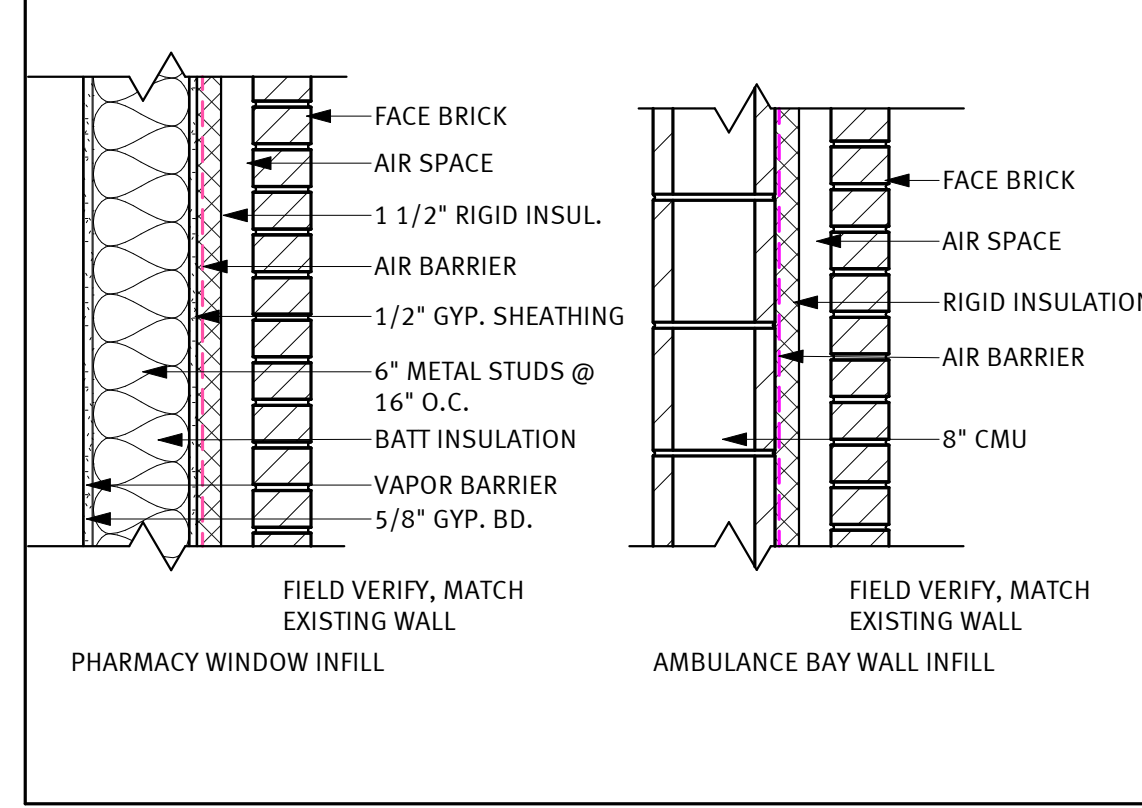 FACE BRICK
AIR SPACE
1 1/2" RIGID INSUL.
AIR BARRIER
1/2" GYP. SHEATHING
6" METAL STUDS @
16" O.C.
BATT INSULATION
VAPOR BARRIER
5/8" GYP. BD.
FIELD VERIFY, MATCH
EXISTING WALL
PHARMACY WINDOW INFILL
FACE BRICK
AIR SPACE
RIGID INSULATION
AIR BARRIER
8" CMU
FIELD VERIFY, MATCH
EXISTING WALL
AMBULANCE BAY WALL INFILL